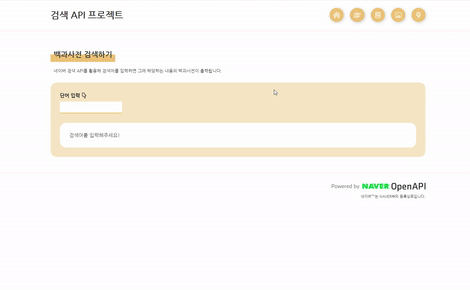 검색 API 프로젝트
백과사전 검색하기
네이버 검색 API를 활용해 검색어를 입력하면 그에 해당하는 내용의 백과사전이 출력됩니다.
단어 입력
검색어를 입력해주세요!
Powered by NAVER OpenAPI